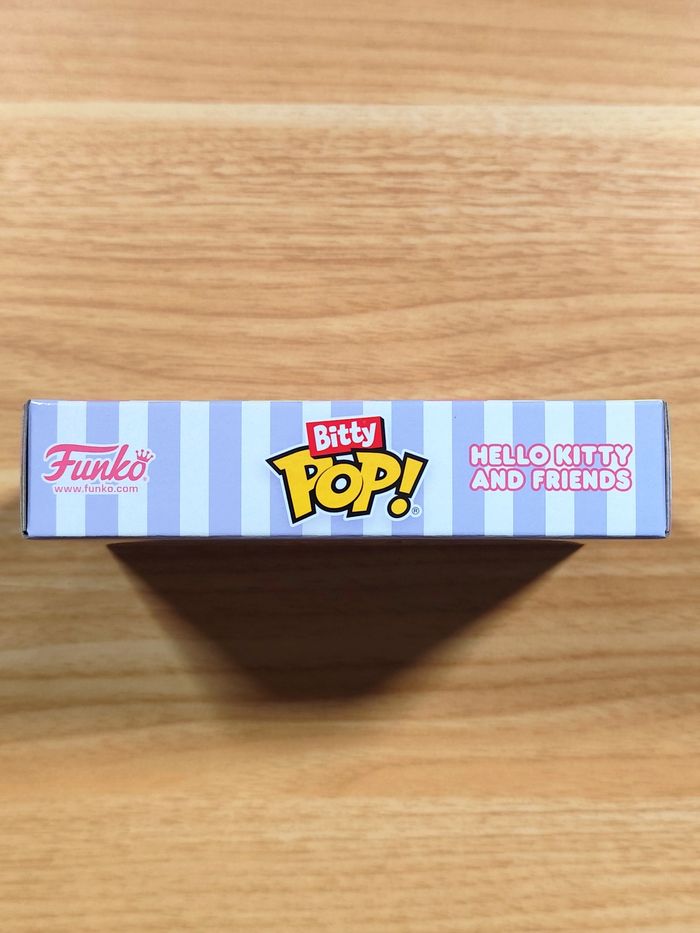 Funko®
www.funko.com
Bitty
POP!®
HELLO KITTY
AND FRIENDS